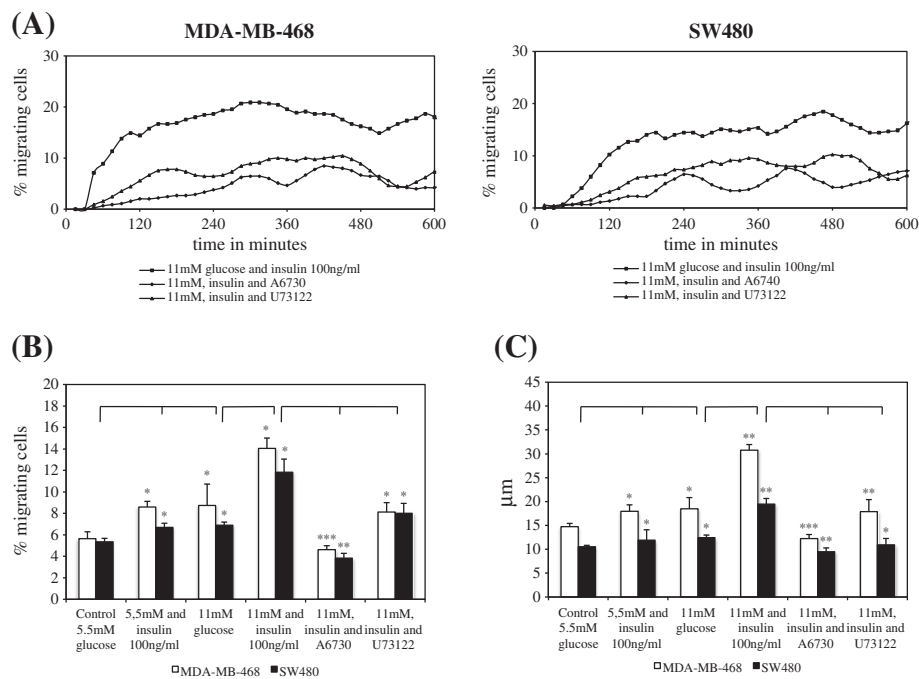 (A)
MDA-MB-468
SW480
% migrating cells
30
20
10
0
0 120 240 360 480 600
time in minutes
11mM glucose and insulin 100ng/ml
11mM, insulin and A6730
11mM, insulin and U73122
% migrating cells
30
20
10
0
0 120 240 360 480 600
time in minutes
11mM glucose and insulin 100ng/ml
11mM, insulin and A6740
11mM, insulin and U73122
(B)
% migrating cells
20
18
16
14
12
10
8
6
4
2
0
* * * * * * *** ** * *
Control 5.5mM glucose
5,5mM and insulin 100ng/ml
11mM glucose
11mM and insulin 100ng/ml
11mM, insulin and A6730
11mM, insulin and U73122
MDA-MB-468 SW480
(C)
µm
45
40
35
30
25
20
15
10
5
0
* * * * ** ** *** ** ** *
Control 5.5mM glucose
5,5mM and insulin 100ng/ml
11mM glucose
11mM and insulin 100ng/ml
11mM, insulin and A6730
11mM, insulin and U73122
MDA-MB-468 SW480